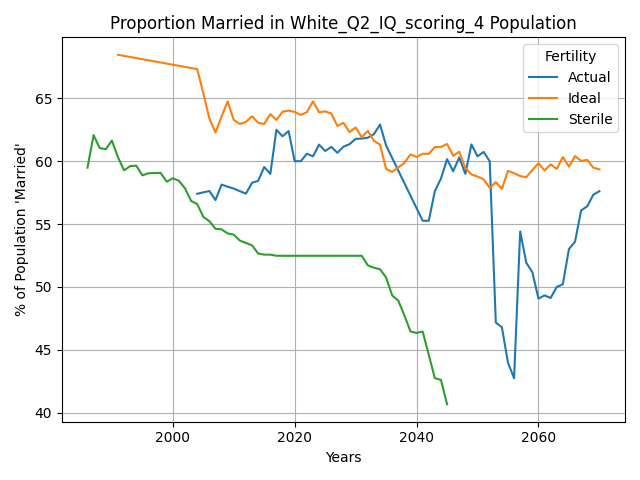 Proportion Married in White_Q2_IQ_scoring_4 Population
Fertility
Actual
Ideal
Sterile
% of Population 'Married'
65
60
55
50
45
40
2000
2020
2040
2060
Years